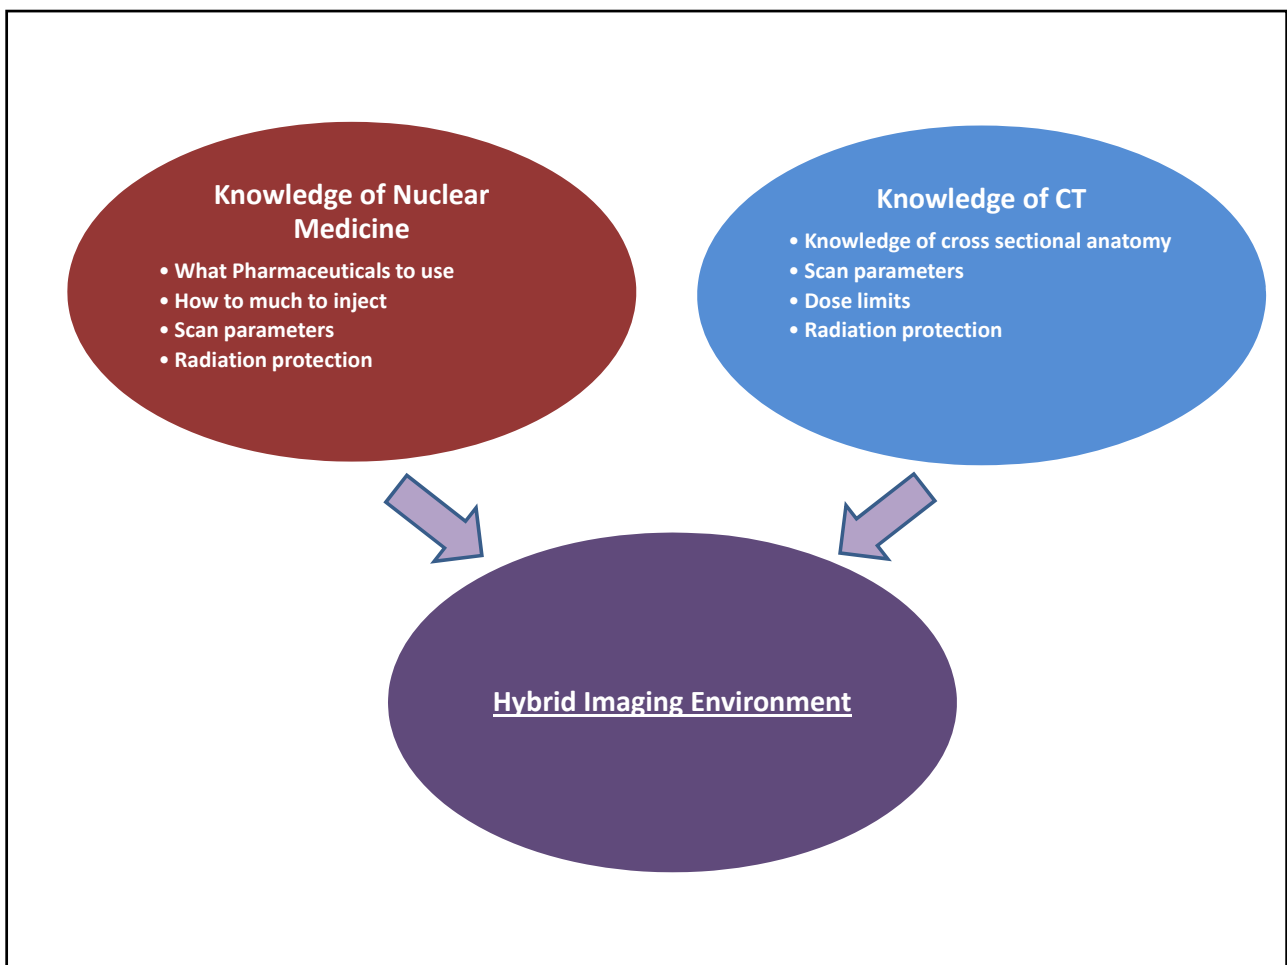 Knowledge of Nuclear
Medicine
• What Pharmaceuticals to use
• How to much to inject
• Scan parameters
• Radiation protection
Knowledge of CT
• Knowledge of cross sectional anatomy
• Scan parameters
• Dose limits
• Radiation protection
Hybrid Imaging Environment